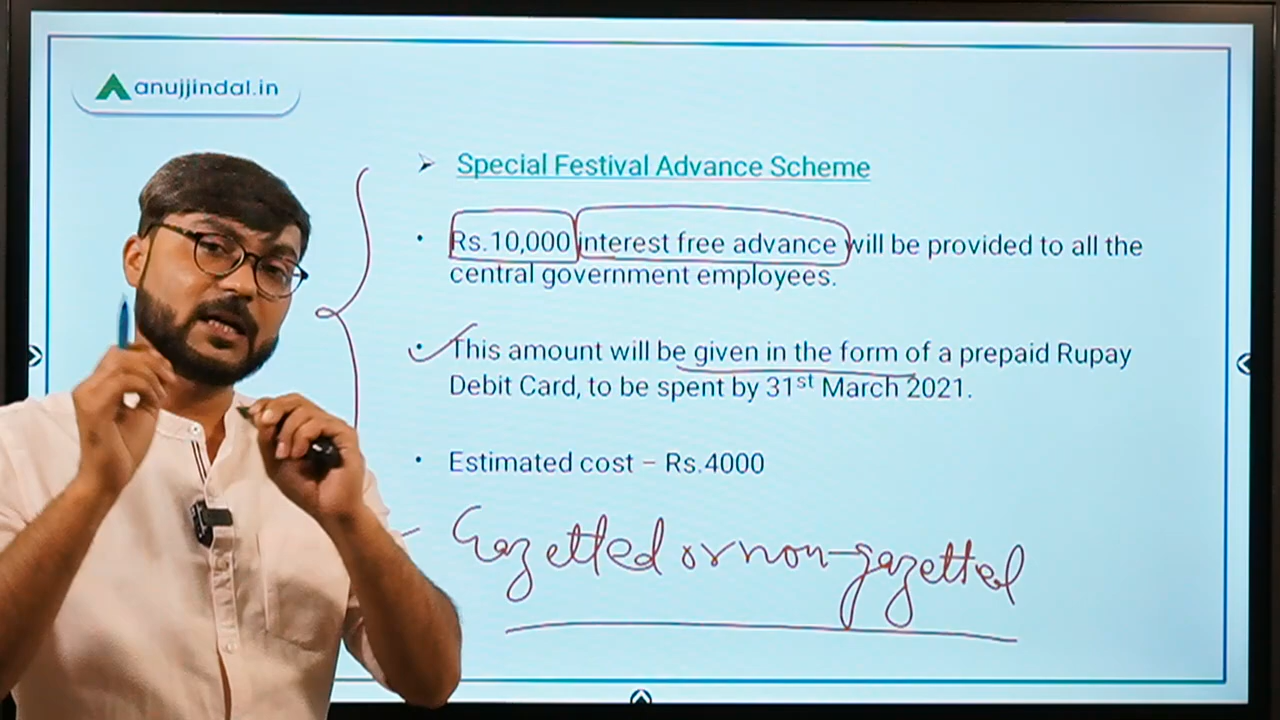 anujjindal.in
Special Festival Advance Scheme
Rs.10,000 interest free advance will be provided to all the
central government employees.
This amount will be given in the form of a prepaid Rupay
Debit Card, to be spent by 31st March 2021.
Estimated cost – Rs.4000
Gazetted or non-gazetted